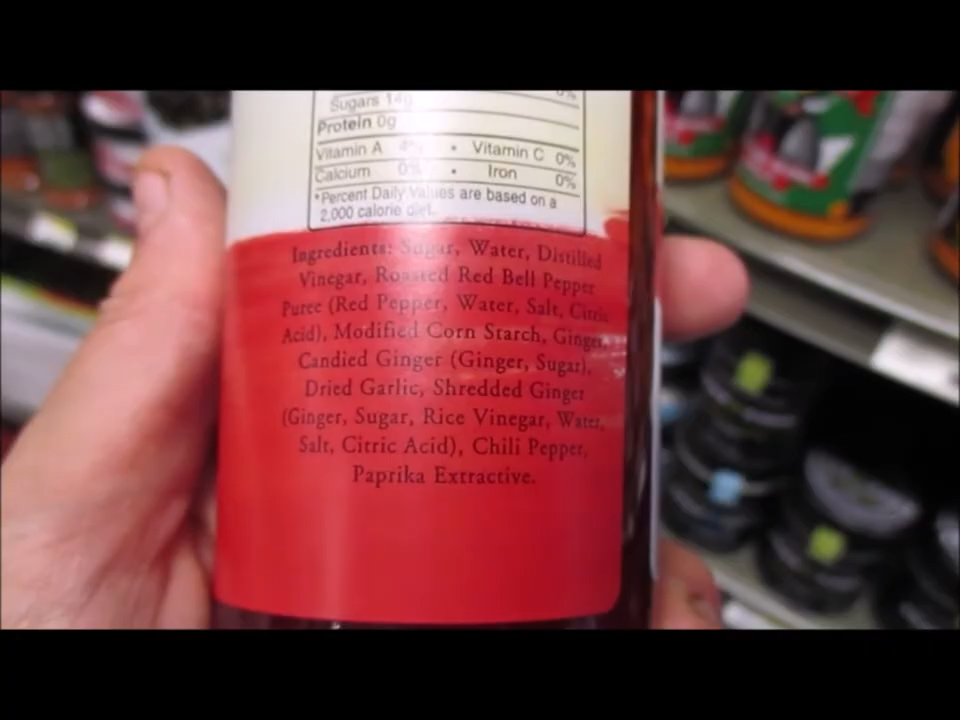 0%
Sugars 14g
Protein 0g
Vitamin A 4% • Vitamin C 0%
Calcium 0% • Iron 0%
*Percent Daily Values are based on a
2,000 calorie diet.
Ingredients: Sugar, Water, Distilled
Vinegar, Roasted Red Bell Pepper
Puree (Red Pepper, Water, Salt, Citric
Acid), Modified Corn Starch, Ginger,
Candied Ginger (Ginger, Sugar),
Dried Garlic, Shredded Ginger
(Ginger, Sugar, Rice Vinegar, Water,
Salt, Citric Acid), Chili Pepper,
Paprika Extractive.